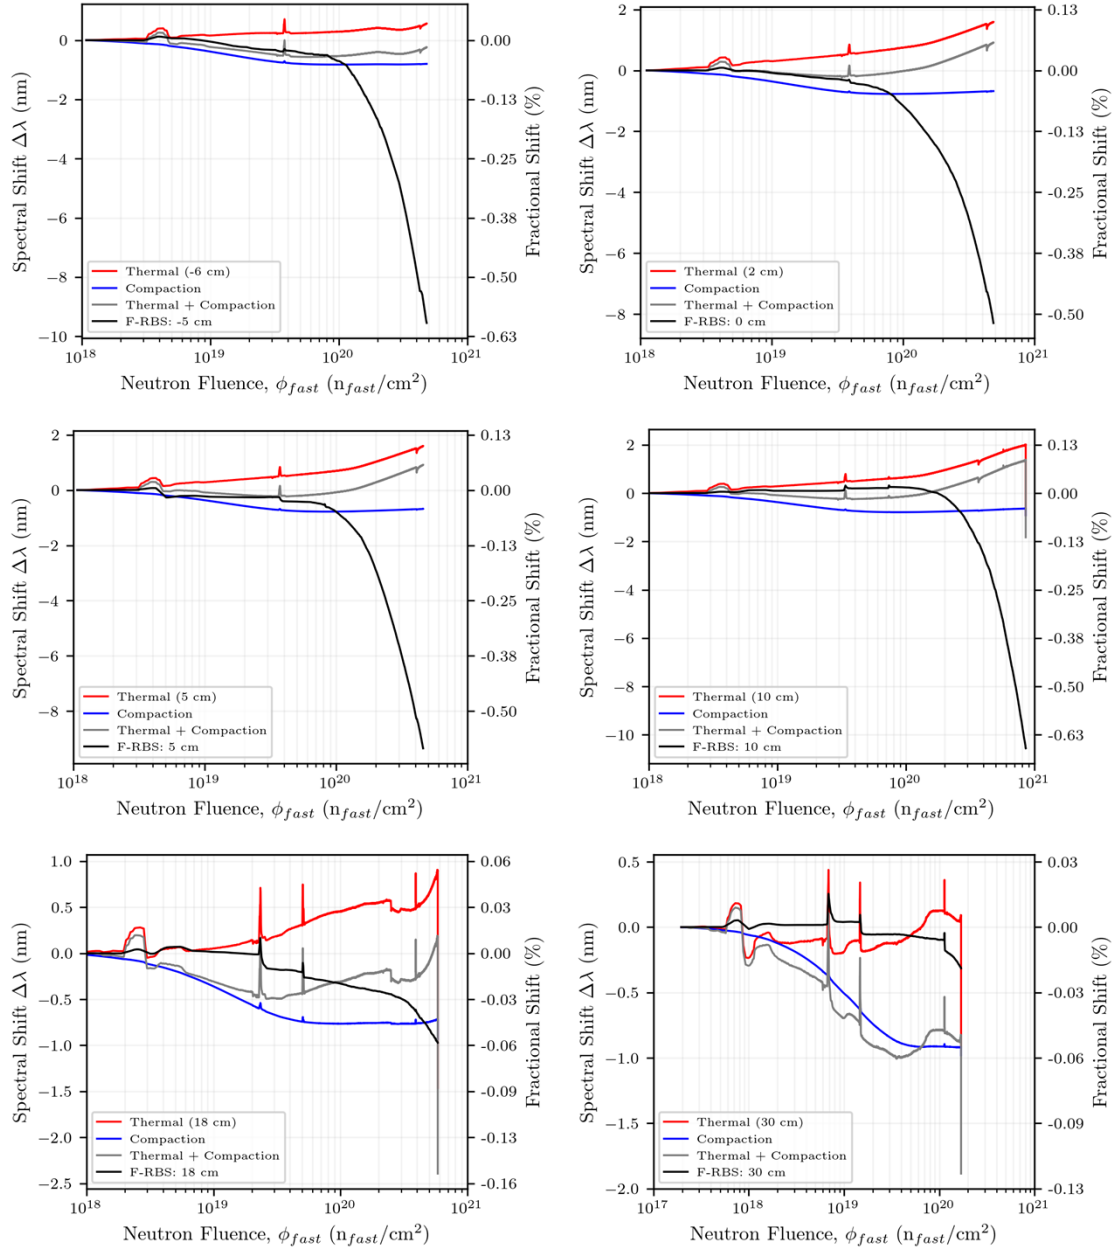 Spectral Shift Δλ (nm)
0
−2
−4
−6
−8
−10
0.00
-0.13
-0.25
-0.38
-0.50
-0.63
Fractional Shift (%)
Thermal (-6 cm)
Compaction
Thermal + Compaction
F-RBS: -5 cm
10^18
10^19
10^20
10^21
Neutron Fluence, ϕ_fast (n_fast/cm²)
Spectral Shift Δλ (nm)
2
0
−2
−4
−6
−8
0.13
0.00
-0.13
-0.25
-0.38
-0.50
Fractional Shift (%)
Thermal (2 cm)
Compaction
Thermal + Compaction
F-RBS: 0 cm
10^18
10^19
10^20
10^21
Neutron Fluence, ϕ_fast (n_fast/cm²)
Spectral Shift Δλ (nm)
2
0
−2
−4
−6
−8
0.13
0.00
-0.13
-0.25
-0.38
-0.50
Fractional Shift (%)
Thermal (5 cm)
Compaction
Thermal + Compaction
F-RBS: 5 cm
10^18
10^19
10^20
10^21
Neutron Fluence, ϕ_fast (n_fast/cm²)
Spectral Shift Δλ (nm)
2
0
−2
−4
−6
−8
−10
0.13
0.00
-0.13
-0.25
-0.38
-0.50
-0.63
Fractional Shift (%)
Thermal (10 cm)
Compaction
Thermal + Compaction
F-RBS: 10 cm
10^18
10^19
10^20
10^21
Neutron Fluence, ϕ_fast (n_fast/cm²)
Spectral Shift Δλ (nm)
1.0
0.5
0.0
−0.5
−1.0
−1.5
−2.0
−2.5
0.06
0.03
0.00
-0.03
-0.06
-0.09
-0.13
-0.16
Fractional Shift (%)
Thermal (18 cm)
Compaction
Thermal + Compaction
F-RBS: 18 cm
10^18
10^19
10^20
10^21
Neutron Fluence, ϕ_fast (n_fast/cm²)
Spectral Shift Δλ (nm)
0.5
0.0
−0.5
−1.0
−1.5
−2.0
0.03
0.00
-0.03
-0.06
-0.09
-0.13
Fractional Shift (%)
Thermal (30 cm)
Compaction
Thermal + Compaction
F-RBS: 30 cm
10^17
10^18
10^19
10^20
10^21
Neutron Fluence, ϕ_fast (n_fast/cm²)